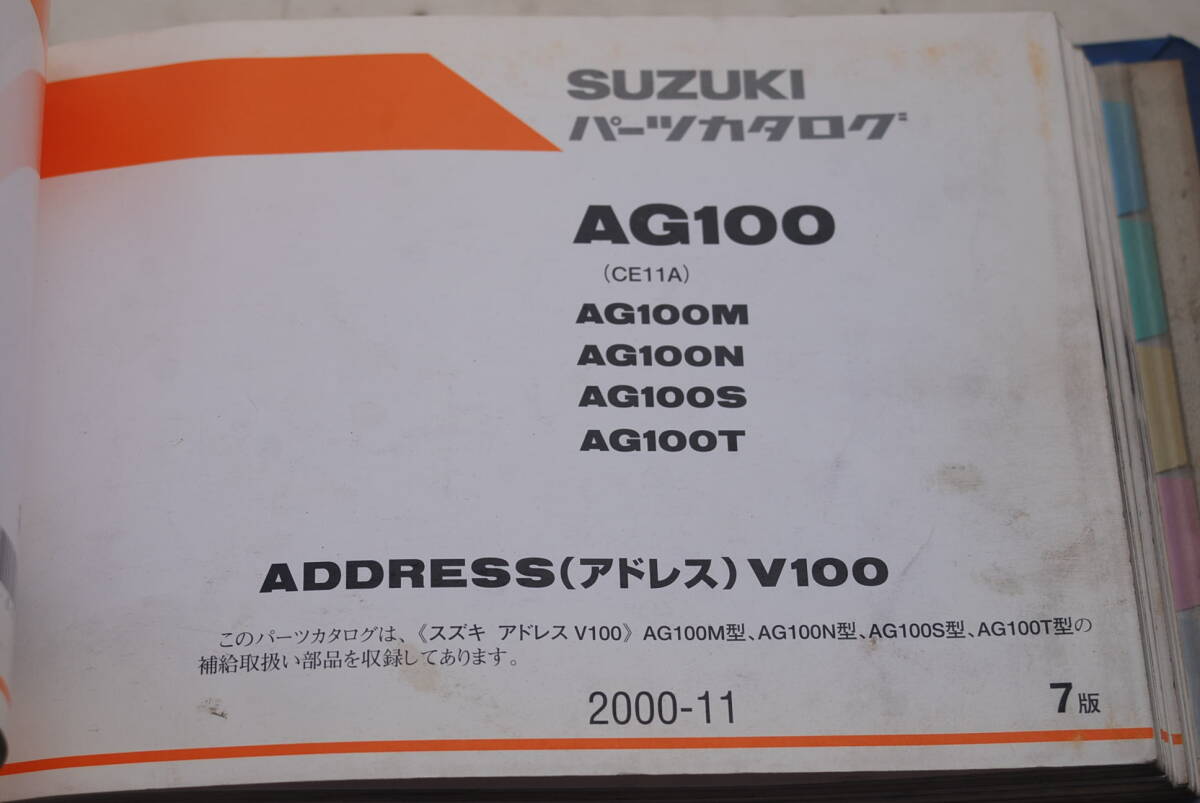 SUZUKI
パーツカタログ
AG100
(CE11A)
AG100M
AG100N
AG100S
AG100T
ADDRESS(アドレス) V100
このパーツカタログは、《スズキ アドレス V100》 AG100M型、AG100N型、AG100S型、AG100T型の
補給取扱い部品を収録してあります。
2000-11
7版